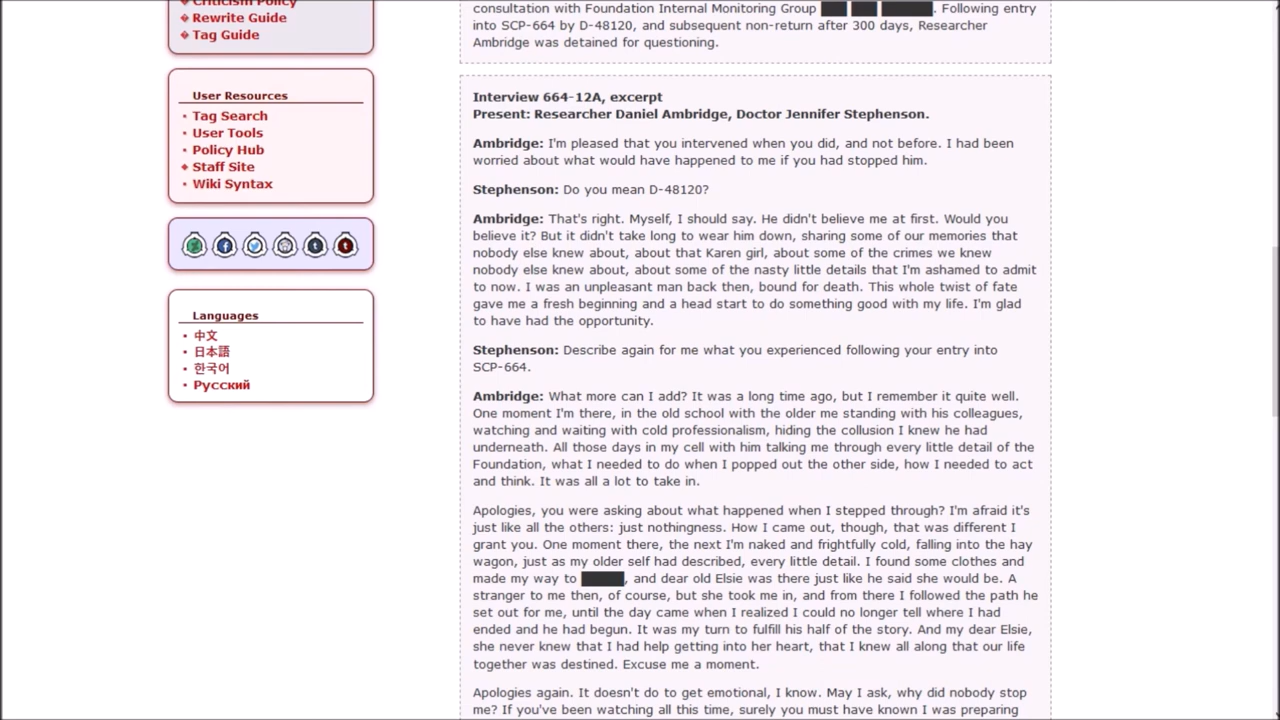 Criticism Policy
Rewrite Guide
Tag Guide
User Resources
Tag Search
User Tools
Policy Hub
Staff Site
Wiki Syntax
Languages
中文
日本語
한국어
Русский
consultation with Foundation Internal Monitoring Group ███ ███ ██████. Following entry
into SCP-664 by D-48120, and subsequent non-return after 300 days, Researcher
Ambridge was detained for questioning.
Interview 664-12A, excerpt
Present: Researcher Daniel Ambridge, Doctor Jennifer Stephenson.
Ambridge: I'm pleased that you intervened when you did, and not before. I had been
worried about what would have happened to me if you had stopped him.
Stephenson: Do you mean D-48120?
Ambridge: That's right. Myself, I should say. He didn't believe me at first. Would you
believe it? But it didn't take long to wear him down, sharing some of our memories that
nobody else knew about, about that Karen girl, about some of the crimes we knew
nobody else knew about, about some of the nasty little details that I'm ashamed to admit
to now. I was an unpleasant man back then, bound for death. This whole twist of fate
gave me a fresh beginning and a head start to do something good with my life. I'm glad
to have had the opportunity.
Stephenson: Describe again for me what you experienced following your entry into
SCP-664.
Ambridge: What more can I add? It was a long time ago, but I remember it quite well.
One moment I'm there, in the old school with the older me standing with his colleagues,
watching and waiting with cold professionalism, hiding the collusion I knew he had
underneath. All those days in my cell with him talking me through every little detail of the
Foundation, what I needed to do when I popped out the other side, how I needed to act
and think. It was all a lot to take in.
Apologies, you were asking about what happened when I stepped through? I'm afraid it's
just like all the others: just nothingness. How I came out, though, that was different I
grant you. One moment there, the next I'm naked and frightfully cold, falling into the hay
wagon, just as my older self had described, every little detail. I found some clothes and
made my way to █████, and dear old Elsie was there just like he said she would be. A
stranger to me then, of course, but she took me in, and from there I followed the path he
set out for me, until the day came when I realized I could no longer tell where I had
ended and he had begun. It was my turn to fulfill his half of the story. And my dear Elsie,
she never knew that I had help getting into her heart, that I knew all along that our life
together was destined. Excuse me a moment.
Apologies again. It doesn't do to get emotional, I know. May I ask, why did nobody stop
me? If you've been watching all this time, surely you must have known I was preparing